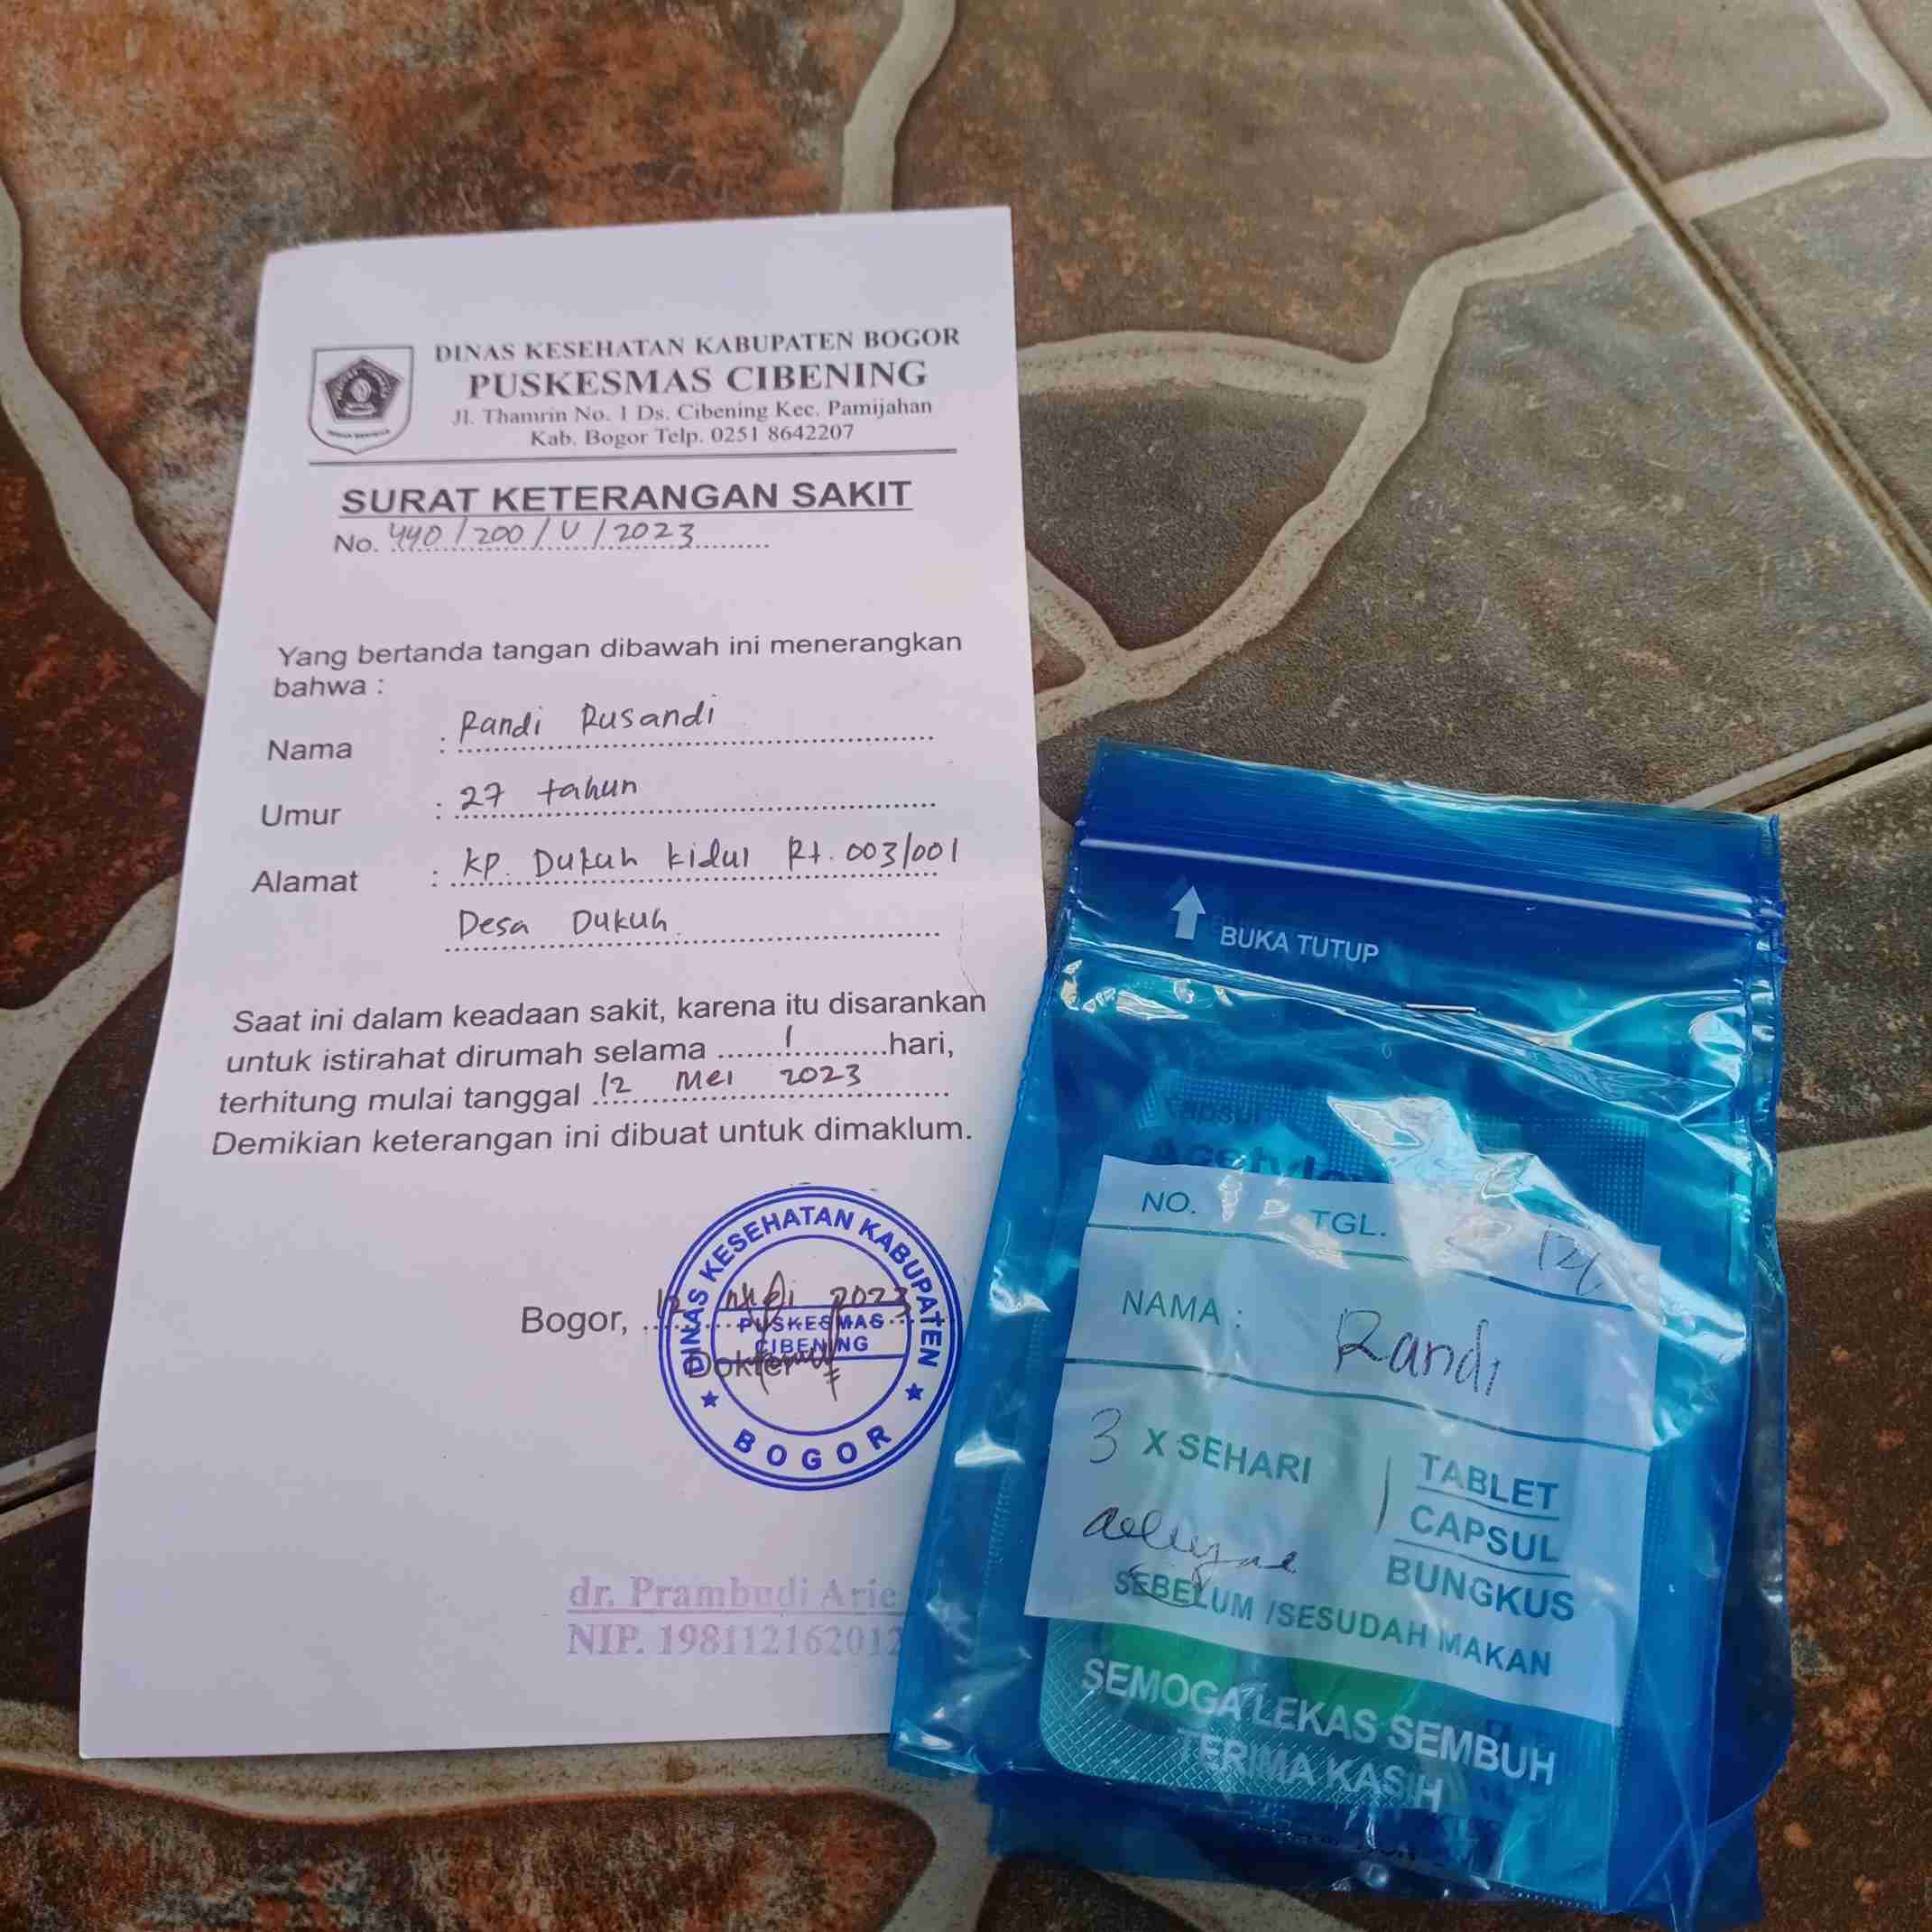 DINAS KESEHATAN KABUPATEN BOGOR
PUSKESMAS CIBENING
Jl. Thamrin No. 1 Ds. Cibening Kec. Pamijahan
Kab. Bogor Telp. 0251 8642207
SURAT KETERANGAN SAKIT
No. 440/200/V/2023
Yang bertanda tangan dibawah ini menerangkan
bahwa :
Nama : Randi Rusandi
Umur : 27 tahun
Alamat : Kp. Dukuh Kidul Rt. 003/001
Desa Dukuh
Saat ini dalam keadaan sakit, karena itu disarankan
untuk istirahat dirumah selama 1 hari,
terhitung mulai tanggal 12 Mei 2023
Demikian keterangan ini dibuat untuk dimaklum.
Bogor, 12 Mei 2023
Dokter
DINAS KESEHATAN KABUPATEN
PUSKESMAS
CIBENING
BOGOR
dr. Prambudi Arie
NIP. 198112162012
BUKA TUTUP
Kapsul
NO. TGL.
NAMA : Randi
3 X SEHARI 1 TABLET
CAPSUL
BUNGKUS
SEBELUM /SESUDAH MAKAN
SEMOGA LEKAS SEMBUH
TERIMA KASIH